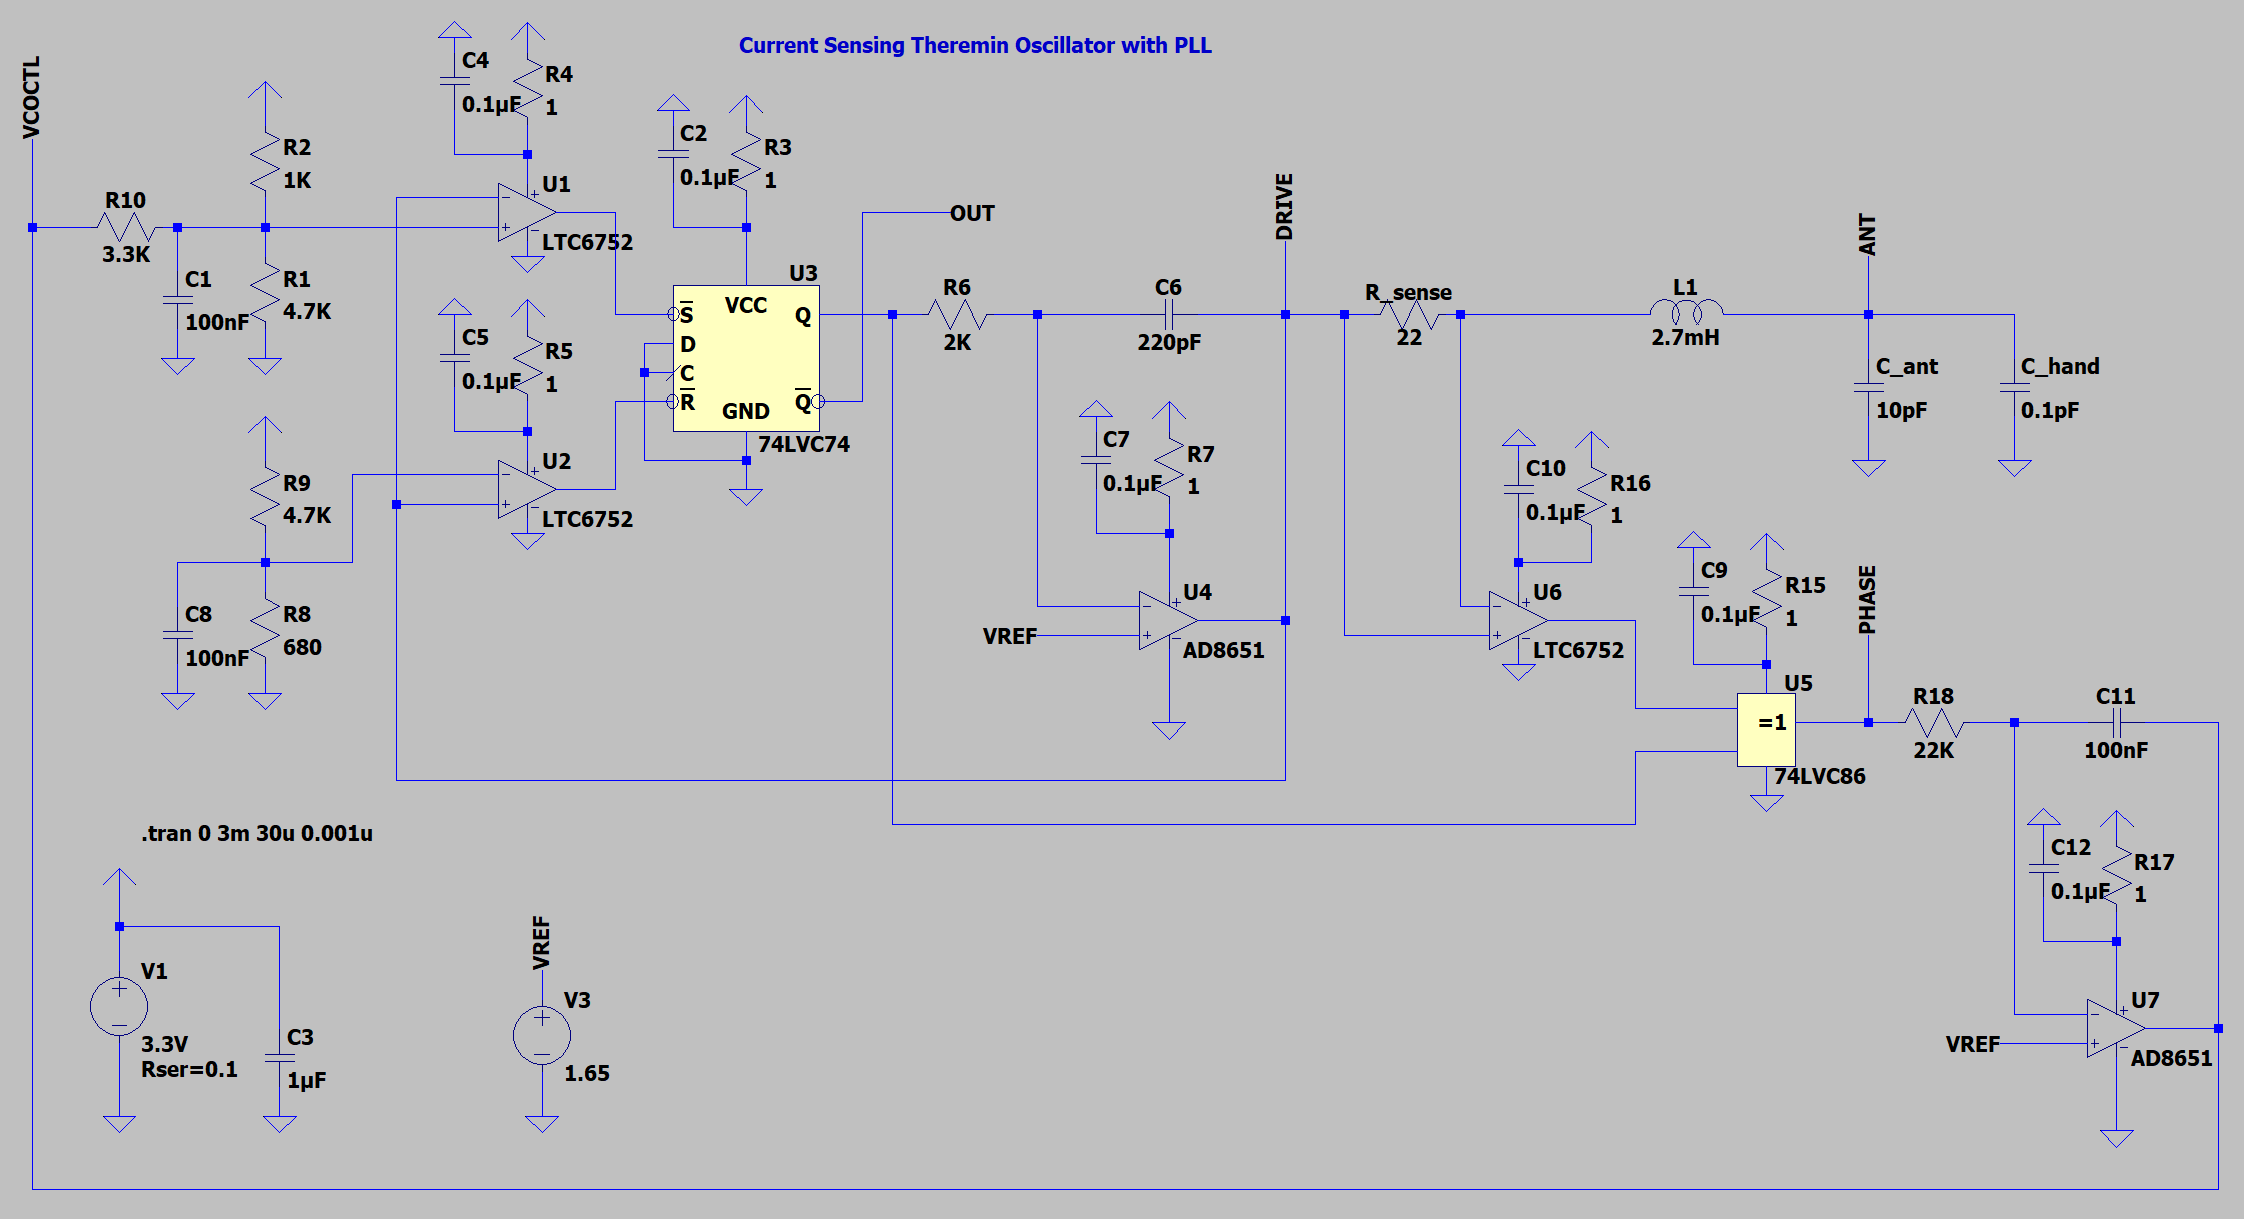 Current Sensing Theremin Oscillator with PLL
VCOCTL
C4
0.1µF
R4
1
C2
0.1µF
R3
1
R2
1K
R10
3.3K
C1
100nF
R1
4.7K
U1
+
−
−
+
LTC6752
C5
0.1µF
R5
1
U2
+
−
−
+
LTC6752
R9
4.7K
C8
100nF
R8
680
U3
VCC
S
D
C
R
Q
Q
GND
74LVC74
OUT
R6
2K
C6
220pF
DRIVE
R_sense
22
L1
2.7mH
ANT
C_ant
10pF
C_hand
0.1pF
C7
0.1µF
R7
1
VREF
U4
+
−
−
+
AD8651
C10
0.1µF
R16
1
U6
+
−
−
+
LTC6752
C9
0.1µF
R15
1
PHASE
U5
=1
74LVC86
R18
22K
C11
100nF
C12
0.1µF
R17
1
VREF
U7
+
−
−
+
AD8651
.tran 0 3m 30u 0.001u
V1
+
−
3.3V
Rser=0.1
C3
1µF
VREF
V3
+
−
1.65